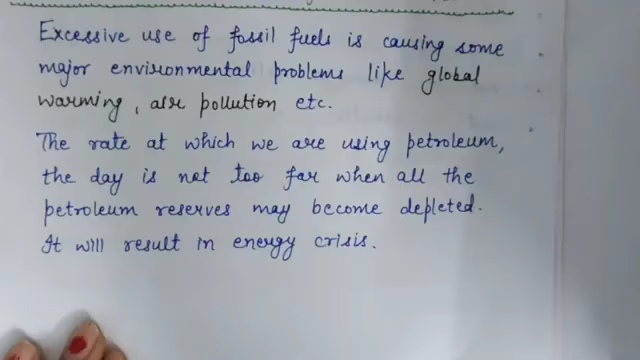 Excessive use of fossil fuels is causing some
major environmental problems like global
warming, air pollution etc.
The rate at which we are using petroleum,
the day is not too far when all the
petroleum reserves may become depleted.
It will result in energy crisis.